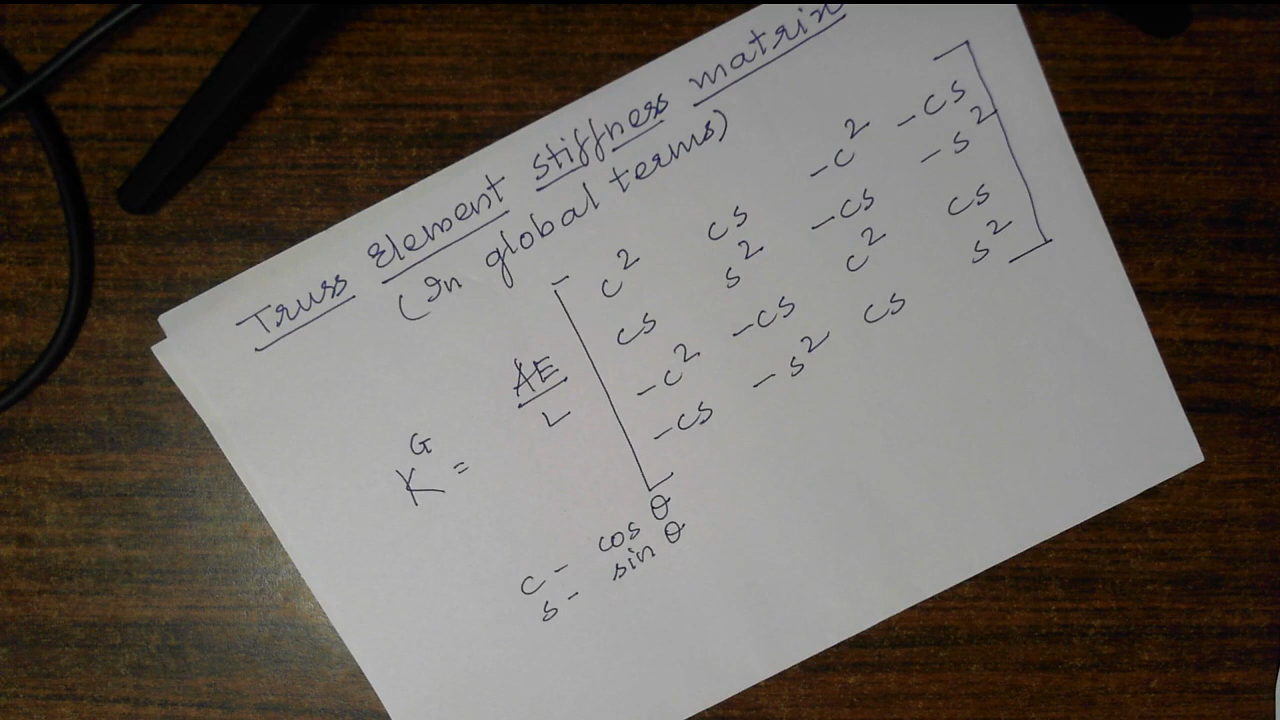 Truss Element stiffness matrix
(In global terms)
K^G = AE/L [
c² cs -c² -cs
cs s² -cs -s²
-c² -cs c² cs
-cs -s² cs s²
]
c - cos θ
s - sin θ